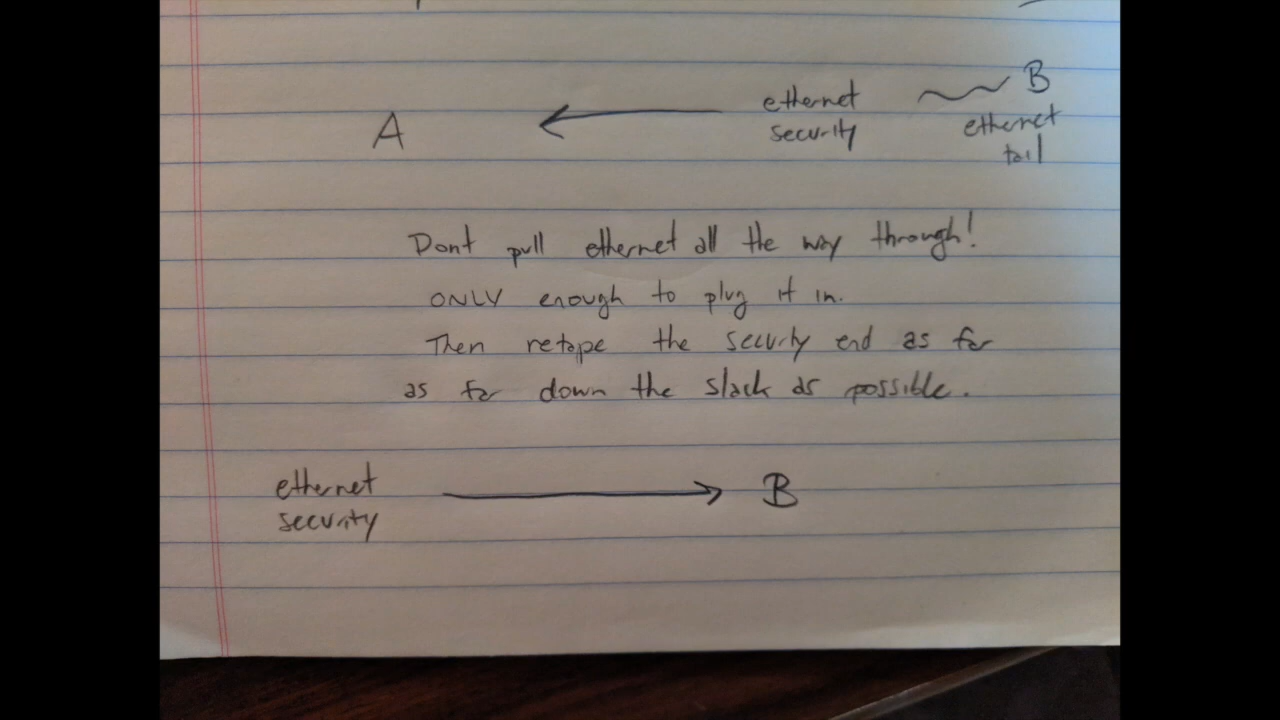 B
ethernet
A
security
ethernet
tail
Dont pull ethernet all the way through!
ONLY enough to plug it in.
Then retape the security end as far
as far down the slack as possible.
ethernet
B
security